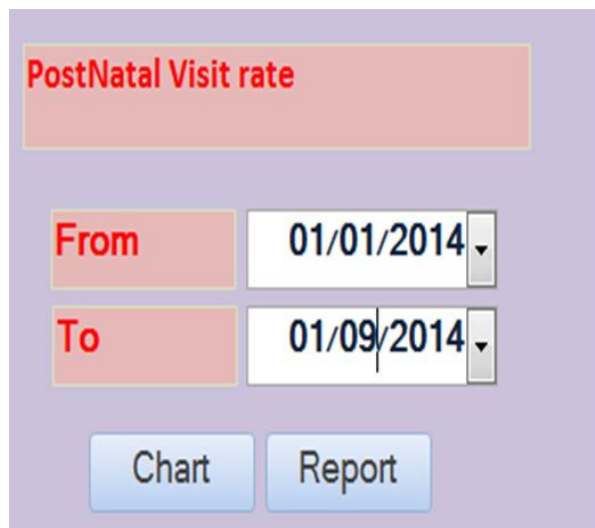 PostNatal Visit rate
From 01/01/2014
To 01/09/2014
Chart Report